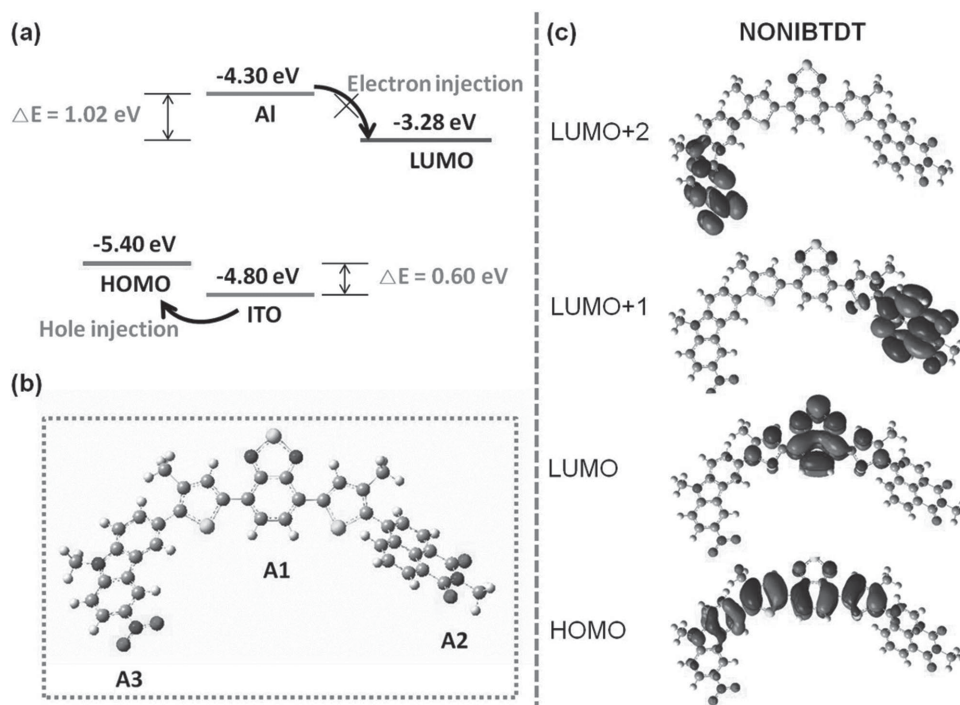 (a)
-4.30 eV
Electron injection
△E = 1.02 eV
Al
-3.28 eV
LUMO
-5.40 eV
HOMO
-4.80 eV
△E = 0.60 eV
ITO
Hole injection
(b)
A1
A2
A3
(c)
NONIBTDT
LUMO+2
LUMO+1
LUMO
HOMO